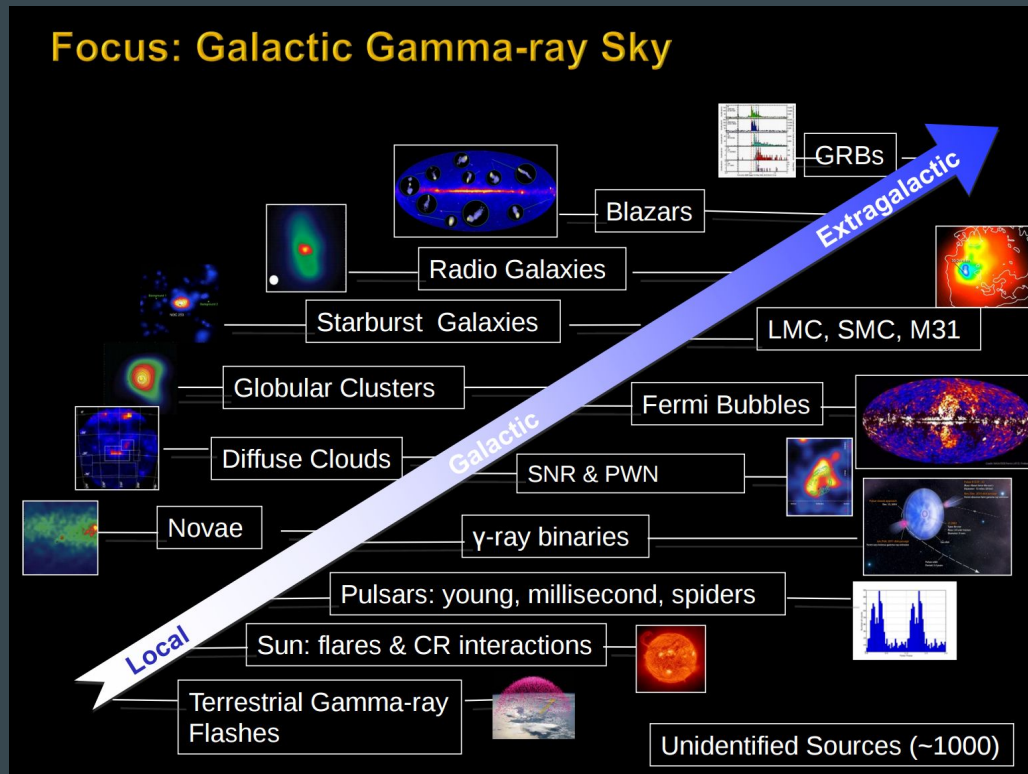 Focus: Galactic Gamma-ray Sky
GRBs
Extragalactic
Blazars
Radio Galaxies
Starburst Galaxies
LMC, SMC, M31
Globular Clusters
Fermi Bubbles
Galactic
Diffuse Clouds
SNR & PWN
Novae
γ-ray binaries
Pulsars: young, millisecond, spiders
Local
Sun: flares & CR interactions
Terrestrial Gamma-ray
Flashes
Unidentified Sources (~1000)